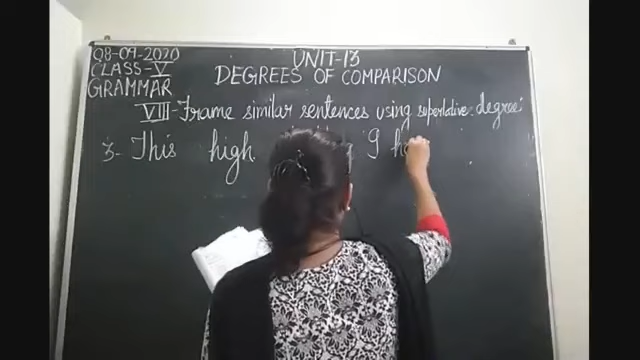 08-09-2020
CLASS-V
GRAMMAR
UNIT-13
DEGREES OF COMPARISON
VIII-Frame similar sentences using superlative degree:
3- This high I